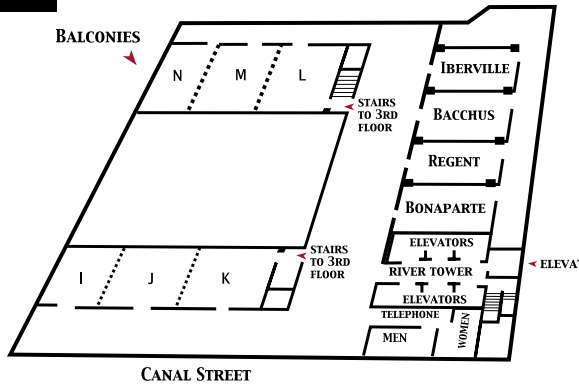 BALCONIES
N
M
L
STAIRS
TO 3RD
FLOOR
IBERVILLE
BACCHUS
REGENT
BONAPARTE
ELEVATORS
RIVER TOWER
ELEVATORS
TELEPHONE
MEN
WOMEN
STAIRS
TO 3RD
FLOOR
I
J
K
CANAL STREET